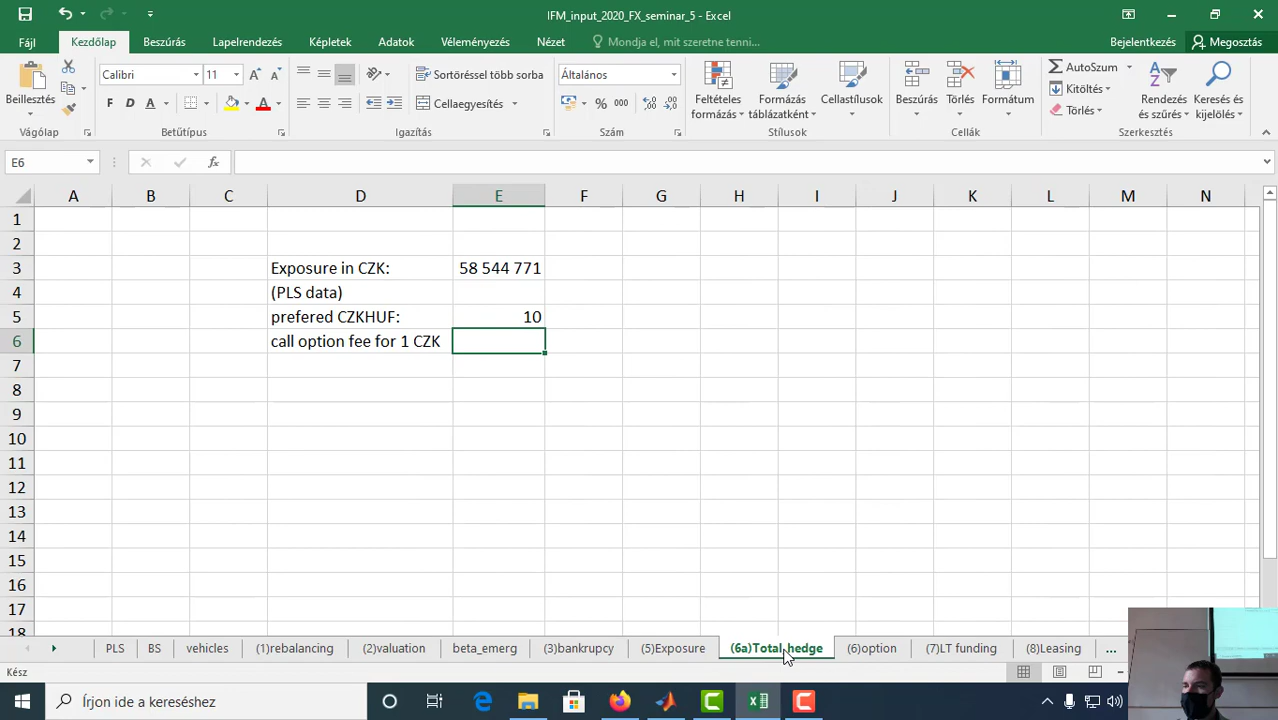 IFM_input_2020_FX_seminar_5 - Excel
Fájl Kezdőlap Beszúrás Lapelrendezés Képletek Adatok Véleményezés Nézet Mondja el, mit szeretne tenni... Bejelentkezés Megosztás
Beillesztés
Calibri 11
F D A
Sortöréssel több sorba
Cellaegyesítés
Általános
% 000
Feltételes formázás
Formázás táblázatként
Cellastílusok
Beszúrás Törlés Formátum
AutoSzum
Kitöltés
Törlés
Rendezés és szűrés
Keresés és kijelölés
Vágólap Betűtípus Igazítás Szám Stílusok Cellák Szerkesztés
E6 fx
A B C D E F G H I J K L M N
1
2
3 Exposure in CZK: 58 544 771
4 (PLS data)
5 prefered CZKHUF: 10
6 call option fee for 1 CZK
7
8
9
10
11
12
13
14
15
16
17
18
PLS BS vehicles (1)rebalancing (2)valuation beta_emerg (3)bankrupcy (5)Exposure (6a)Total_hedge (6)option (7)LT funding (8)Leasing ...
Kész
Írjon ide a kereséshez